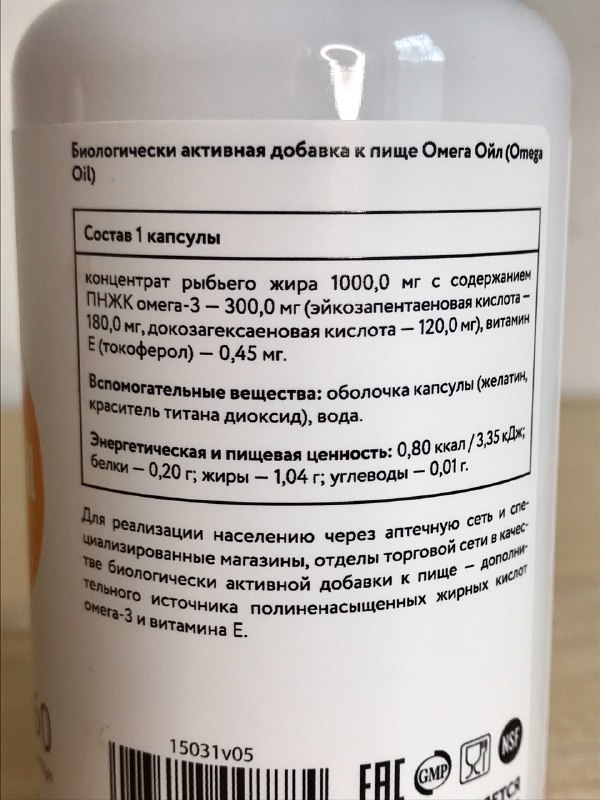 Биологически активная добавка к пище Омега Ойл (Omega
Oil)
Состав 1 капсулы
концентрат рыбьего жира 1000,0 мг с содержанием
ПНЖК омега-3 — 300,0 мг (эйкозапентаеновая кислота –
180,0 мг, докозагексаеновая кислота — 120,0 мг), витамин
Е (токоферол) — 0,45 мг.
Вспомогательные вещества: оболочка капсулы (желатин,
краситель титана диоксид), вода.
Энергетическая и пищевая ценность: 0,80 ккал / 3,35 кДж;
белки — 0,20 г; жиры — 1,04 г; углеводы — 0,01 г.
Для реализации населению через аптечную сеть и спе-
циализированные магазины, отделы торговой сети в качес-
тве биологически активной добавки к пище — дополни-
тельного источника полиненасыщенных жирных кислот
омега-3 и витамина Е.
15031v05
EAC GMP NSF